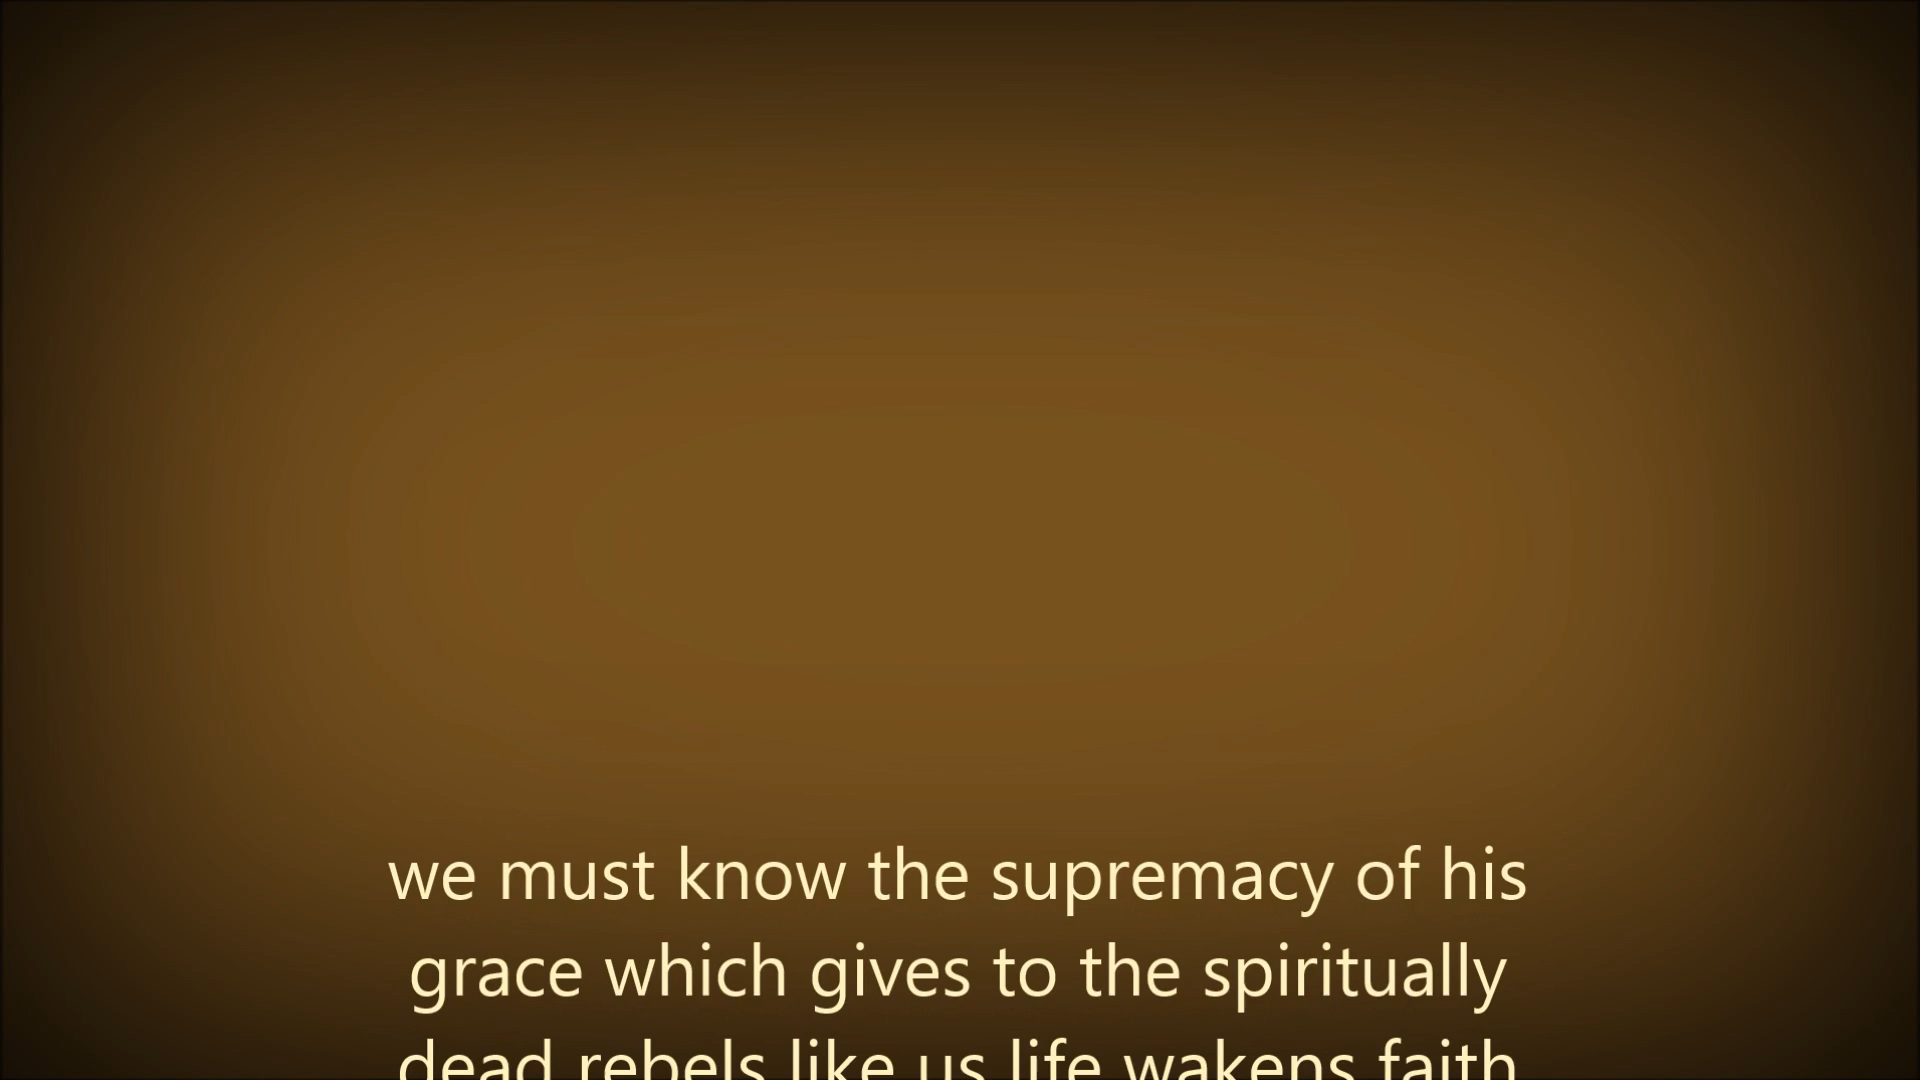 we must know the supremacy of his
grace which gives to the spiritually
dead rebels like us life wakens faith